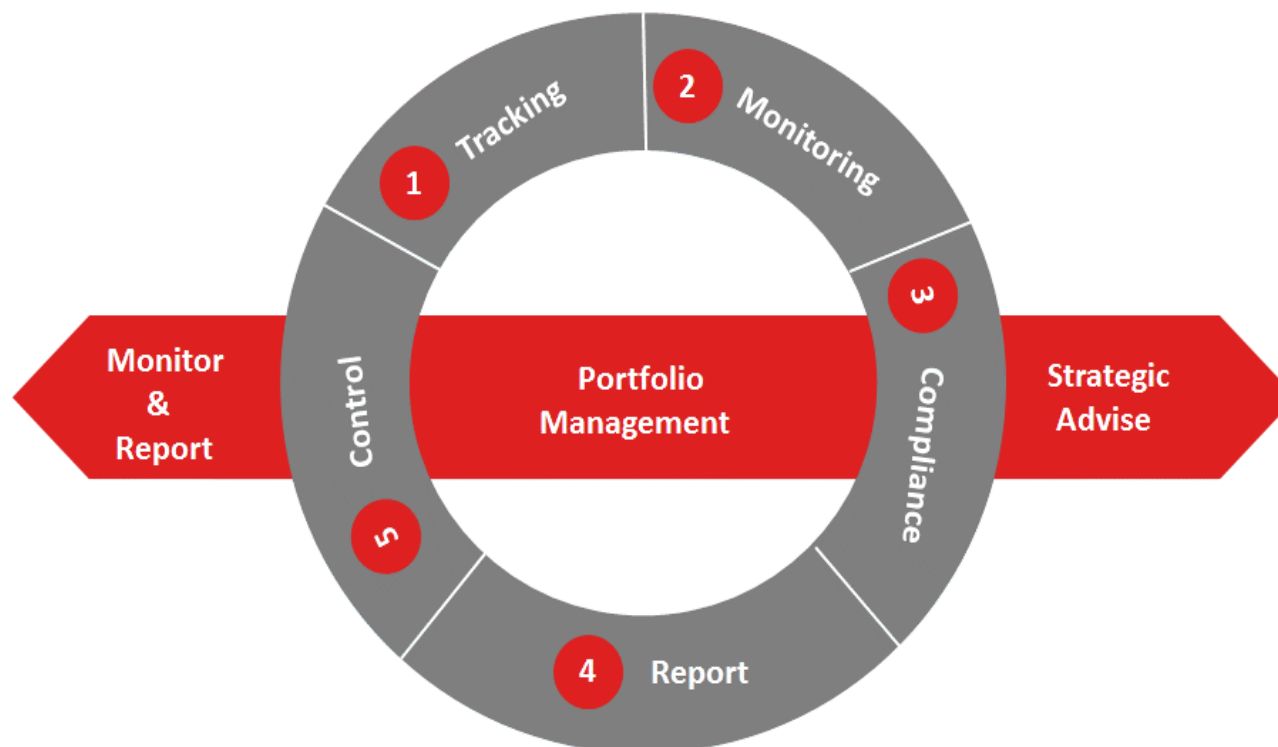 1 Tracking
2 Monitoring
3 Compliance
4 Report
5 Control
Monitor
&
Report
Portfolio
Management
Strategic
Advise